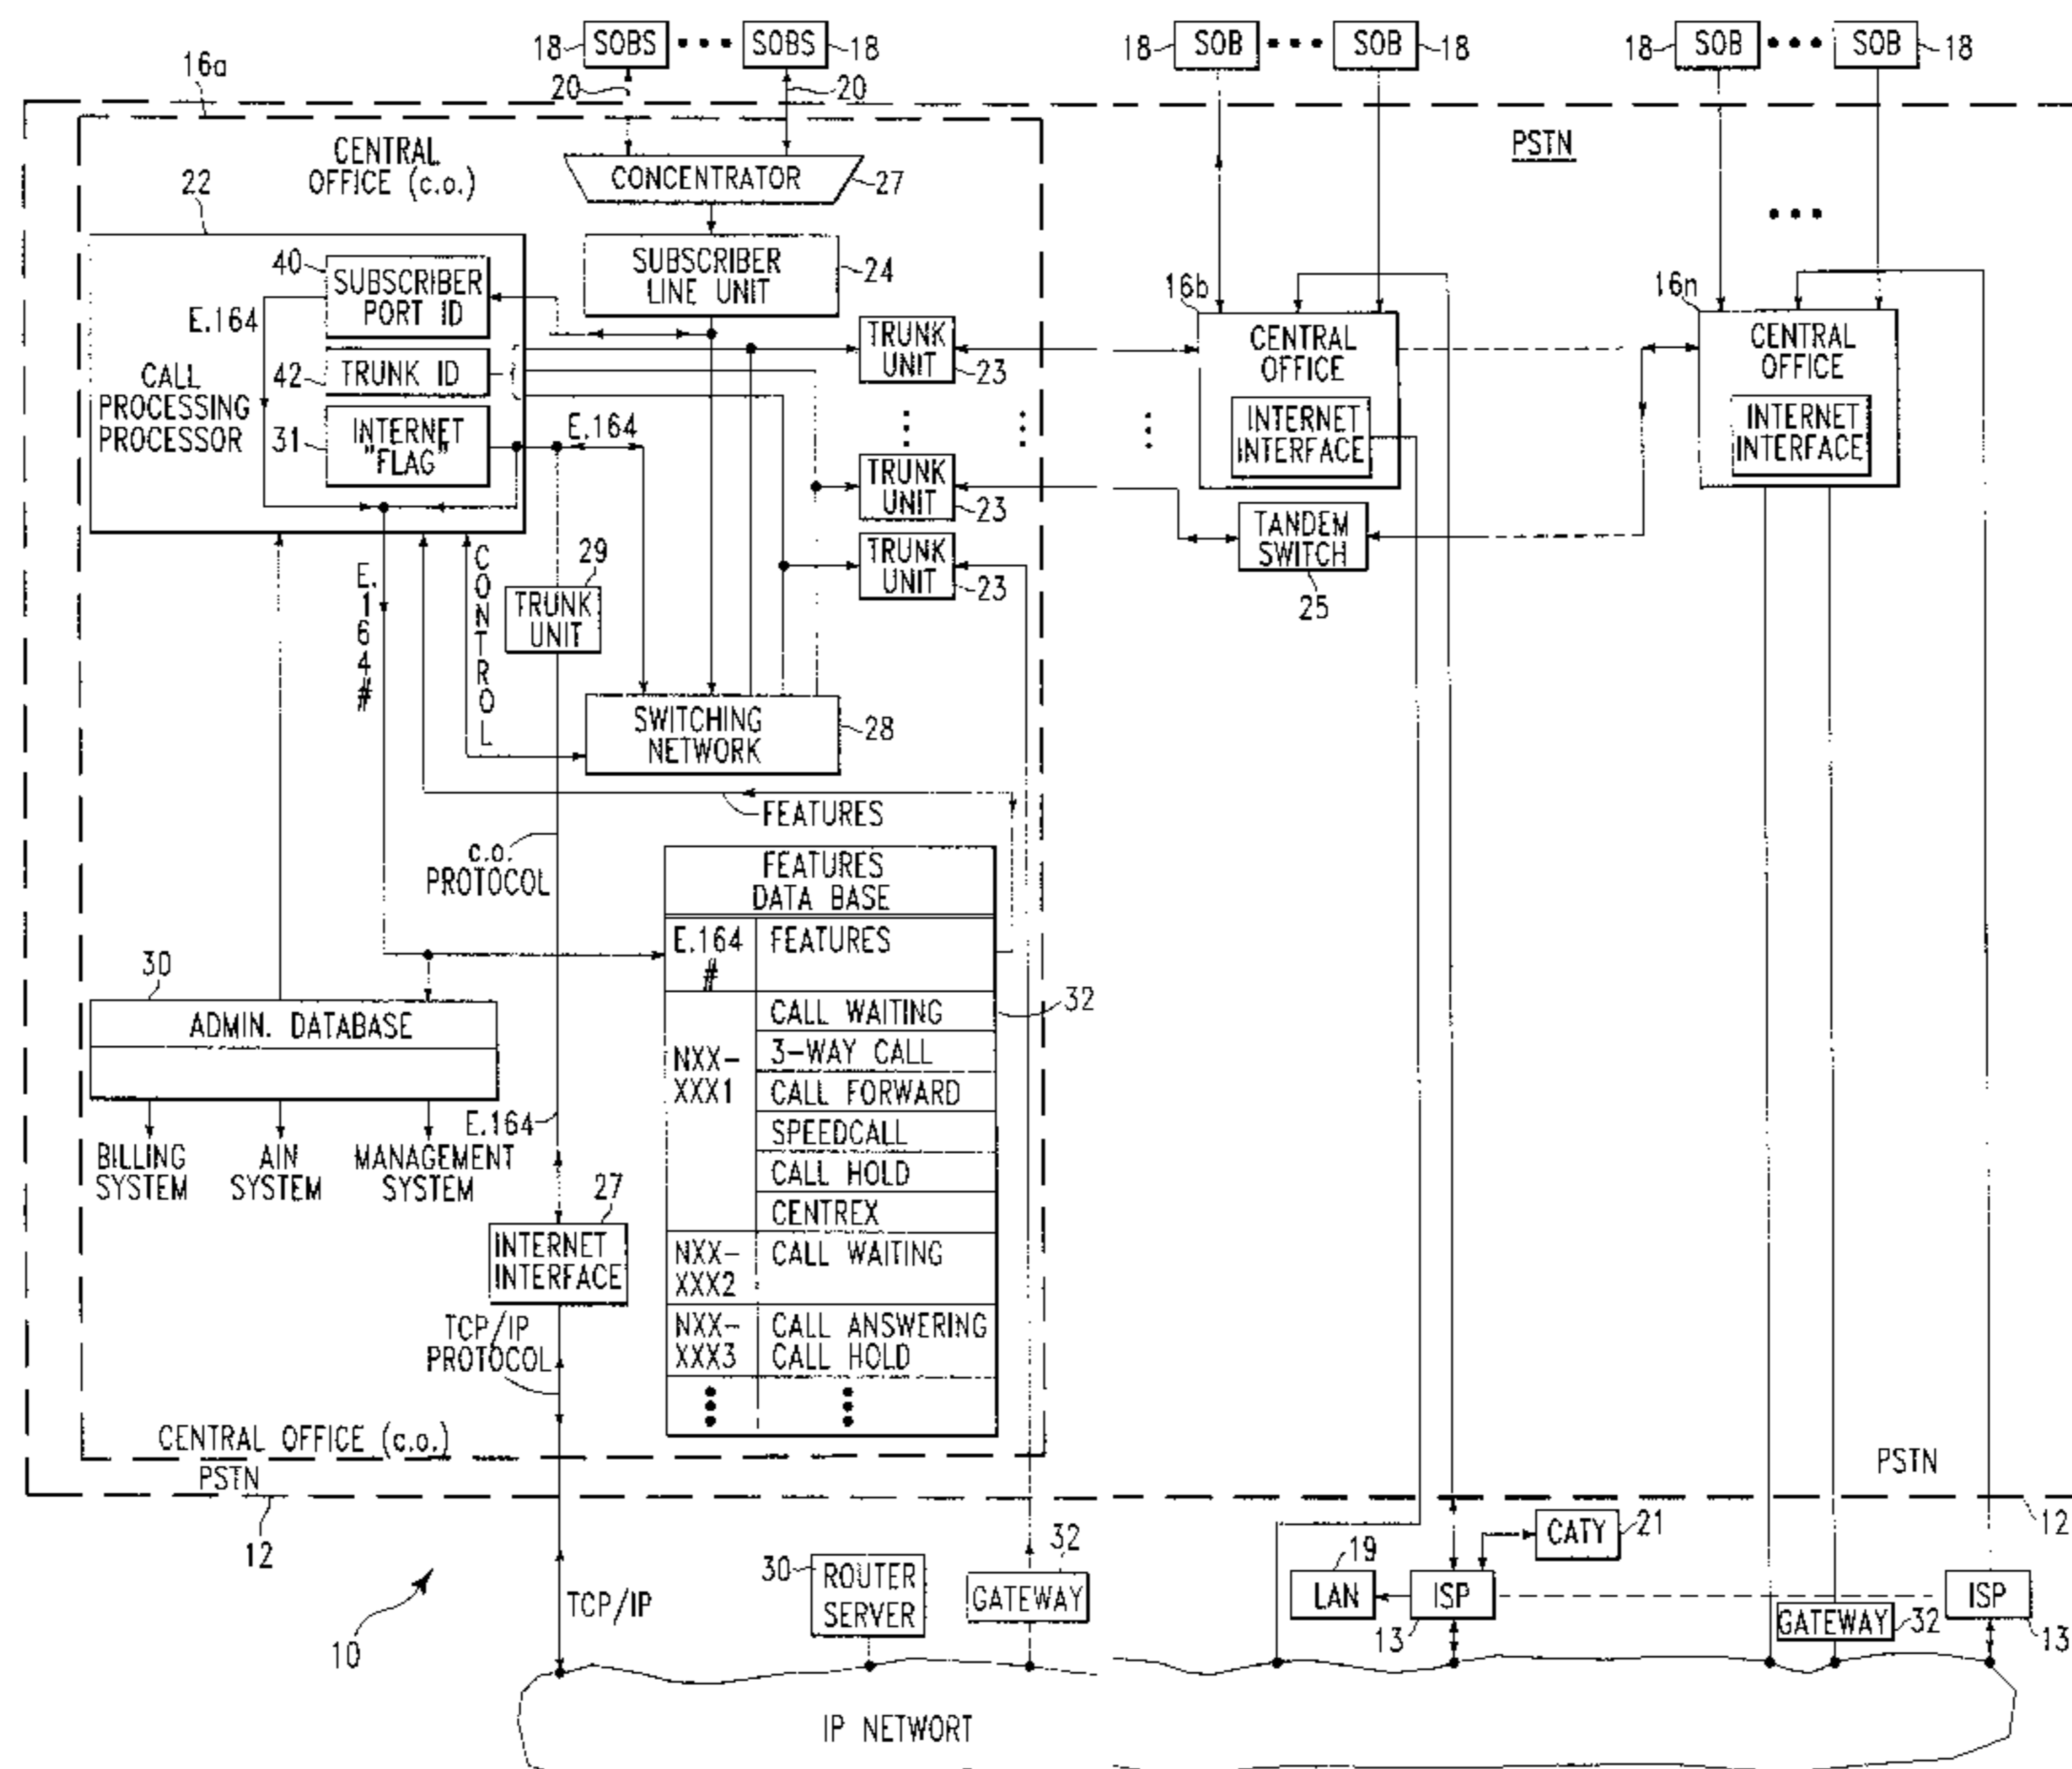 18 SOBS ••• SOBS 18
18 SOB ••• SOB 18
18 SOB ••• SOB 18
16a
20
20
CENTRAL
OFFICE (c.o.)
CONCENTRATOR
27
PSTN
22
SUBSCRIBER
LINE UNIT
24
40
SUBSCRIBER
PORT ID
E.164
42
TRUNK ID
CALL
PROCESSING
PROCESSOR
31
INTERNET
"FLAG"
E.164
TRUNK
UNIT
23
TRUNK
UNIT
23
TRUNK
UNIT
23
16b
CENTRAL
OFFICE
INTERNET
INTERFACE
16n
CENTRAL
OFFICE
INTERNET
INTERFACE
TANDEM
SWITCH
25
E.164#
CONTROL
29
TRUNK
UNIT
SWITCHING
NETWORK
28
FEATURES
c.o.
PROTOCOL
FEATURES
DATA BASE
E.164
#
FEATURES
32
NXX-
XXX1
CALL WAITING
3-WAY CALL
CALL FORWARD
SPEEDCALL
CALL HOLD
CENTREX
NXX-
XXX2
CALL WAITING
NXX-
XXX3
CALL ANSWERING
CALL HOLD
30
ADMIN. DATABASE
BILLING
SYSTEM
AIN
SYSTEM
MANAGEMENT
SYSTEM
E.164
27
INTERNET
INTERFACE
TCP/IP
PROTOCOL
CENTRAL OFFICE (c.o.)
PSTN
12
PSTN
12
10
TCP/IP
30
ROUTER
SERVER
32
GATEWAY
19
LAN
ISP
13
CATY
21
GATEWAY
32
ISP
13
IP NETWORT